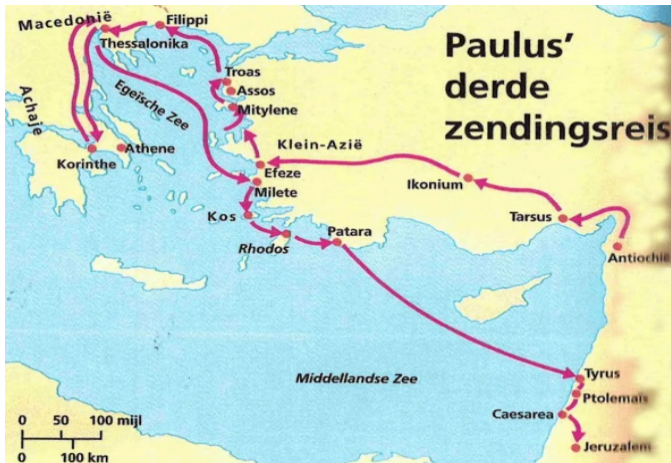 Paulus'
derde
zendingsreis
Macedonië
Filippi
Thessalonika
Troas
Assos
Mitylene
Egeïsche Zee
Achaje
Klein-Azië
Korinthe
Athene
Efeze
Milete
Ikonium
Tarsus
Antiochië
Kos
Rhodos
Patara
Middellandse Zee
Tyrus
Ptolemaïs
Caesarea
Jeruzalem
0 50 100 mijl
0 100 km